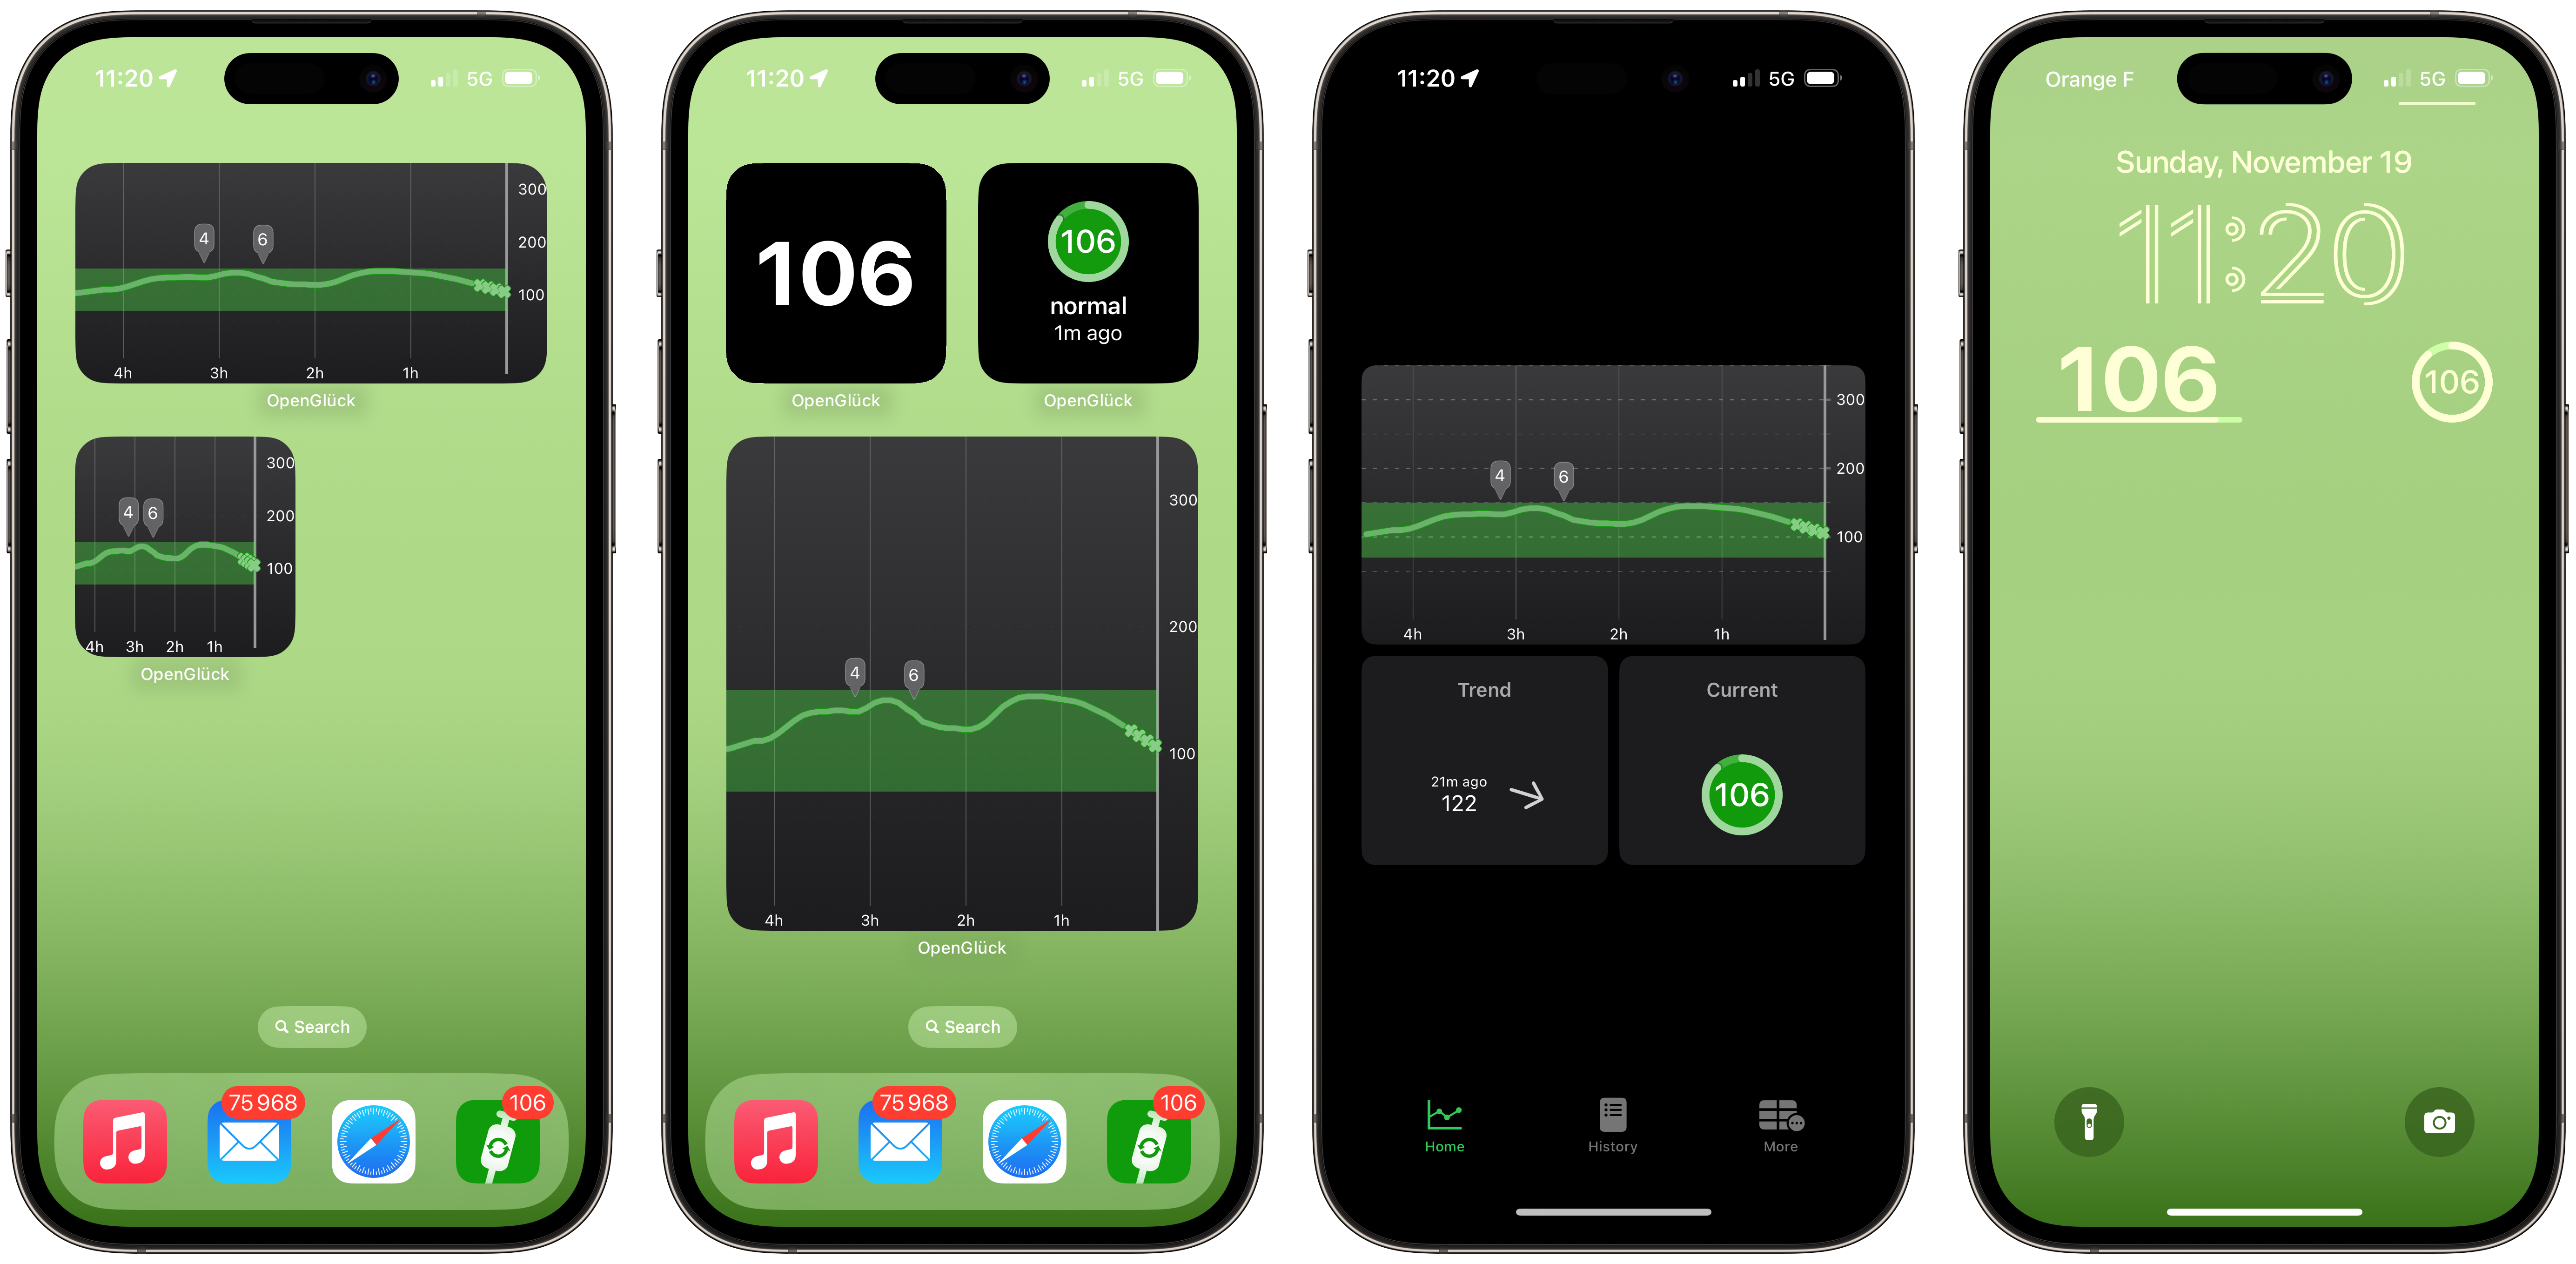 11:20
5G
300
200
100
4
6
4h 3h 2h 1h
OpenGlück
300
200
100
4 6
4h 3h 2h 1h
OpenGlück
Search
75 968
106
11:20
5G
106
OpenGlück
106
normal
1m ago
OpenGlück
300
200
100
4
6
4h 3h 2h 1h
OpenGlück
Search
75 968
106
11:20
5G
300
200
100
4
6
4h 3h 2h 1h
Trend
21m ago
122
Current
106
Home
History
More
Orange F
5G
Sunday, November 19
11:20
106
106